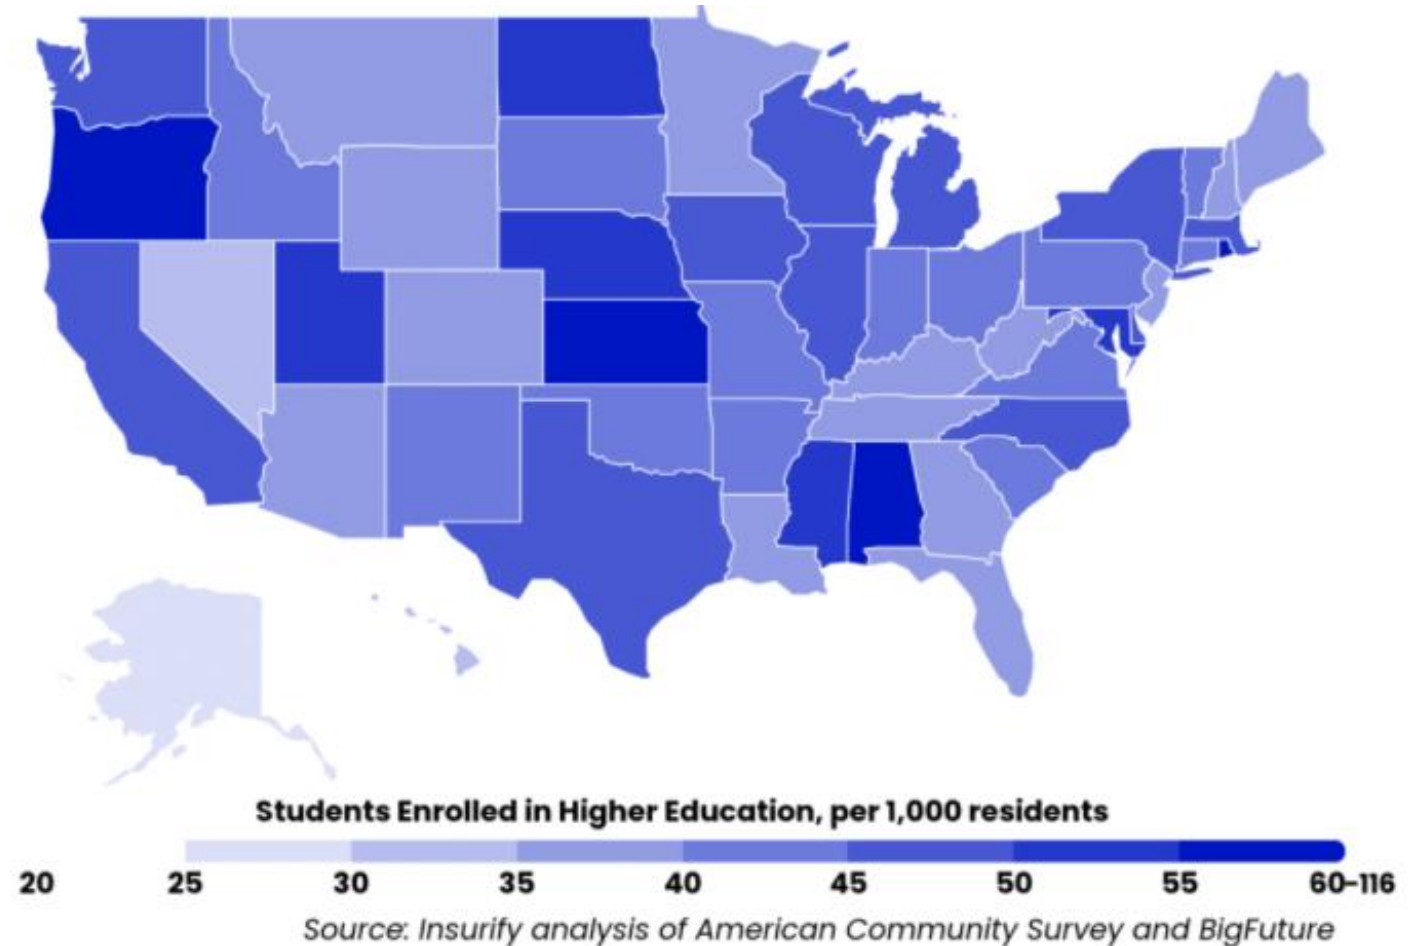 Students Enrolled in Higher Education, per 1,000 residents
20 25 30 35 40 45 50 55 60-116
Source: Insurify analysis of American Community Survey and BigFuture